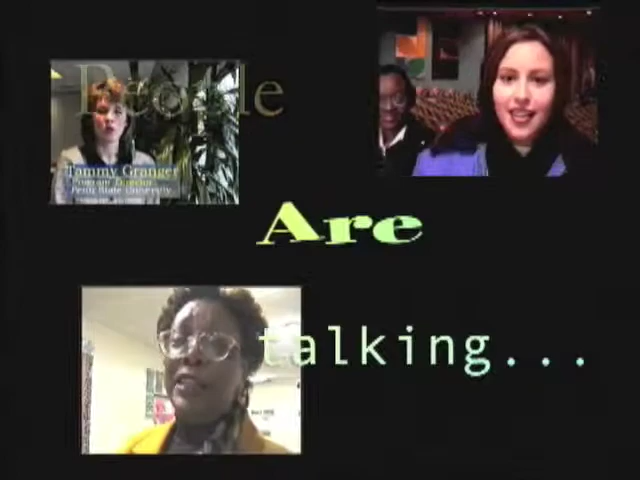 People
Tammy Granger
Program Director
Penn State University
Are
talking...